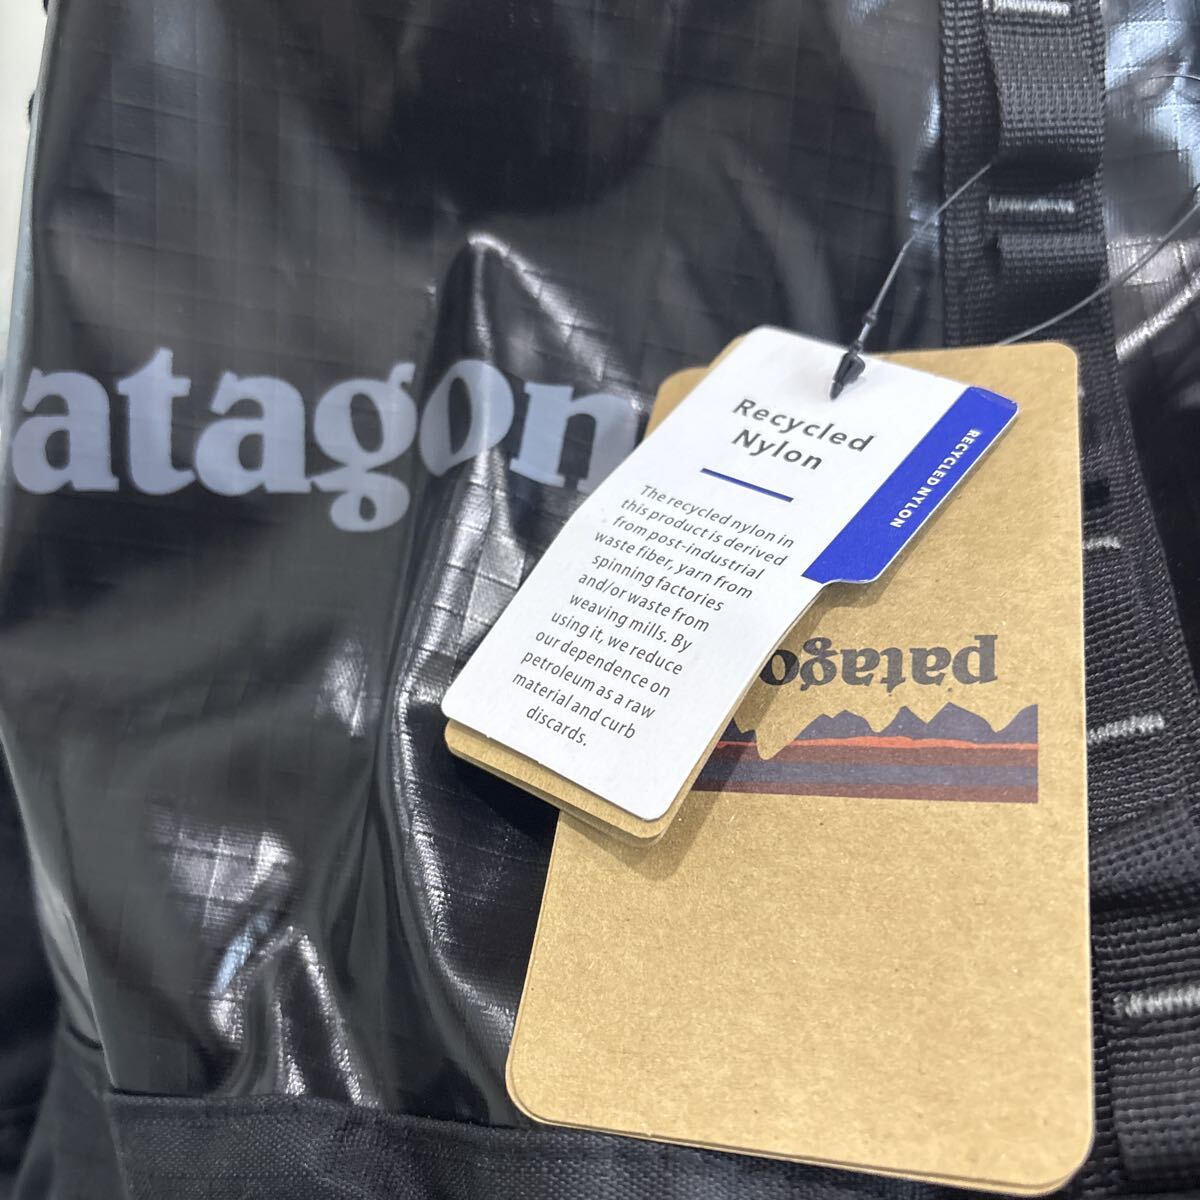 atagon
Recycled
Nylon
The recycled nylon in
this product is derived
from post-industrial
waste fiber, yarn from
spinning factories
and/or waste from
weaving mills. By
using it, we reduce
our dependence on
petroleum as a raw
material and curb
discards.
RECYCLED NYLON
patago